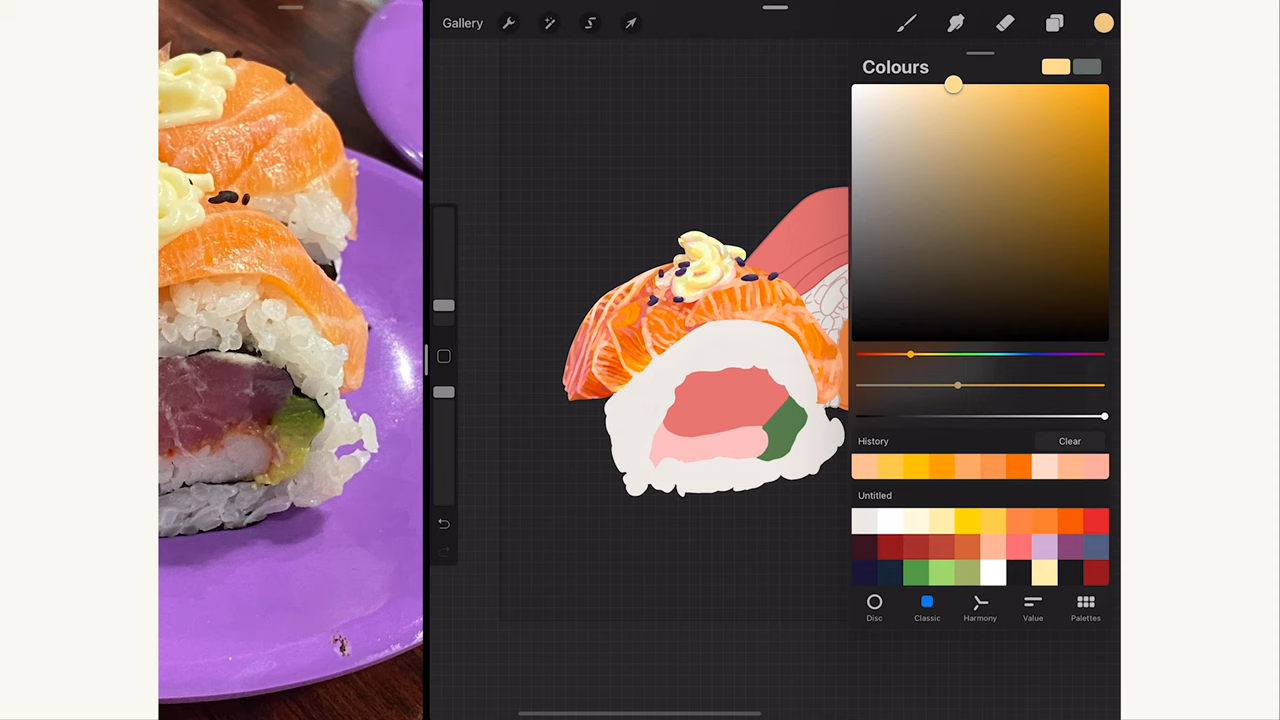 Gallery
Colours
History
Clear
Untitled
Disc
Classic
Harmony
Value
Palettes